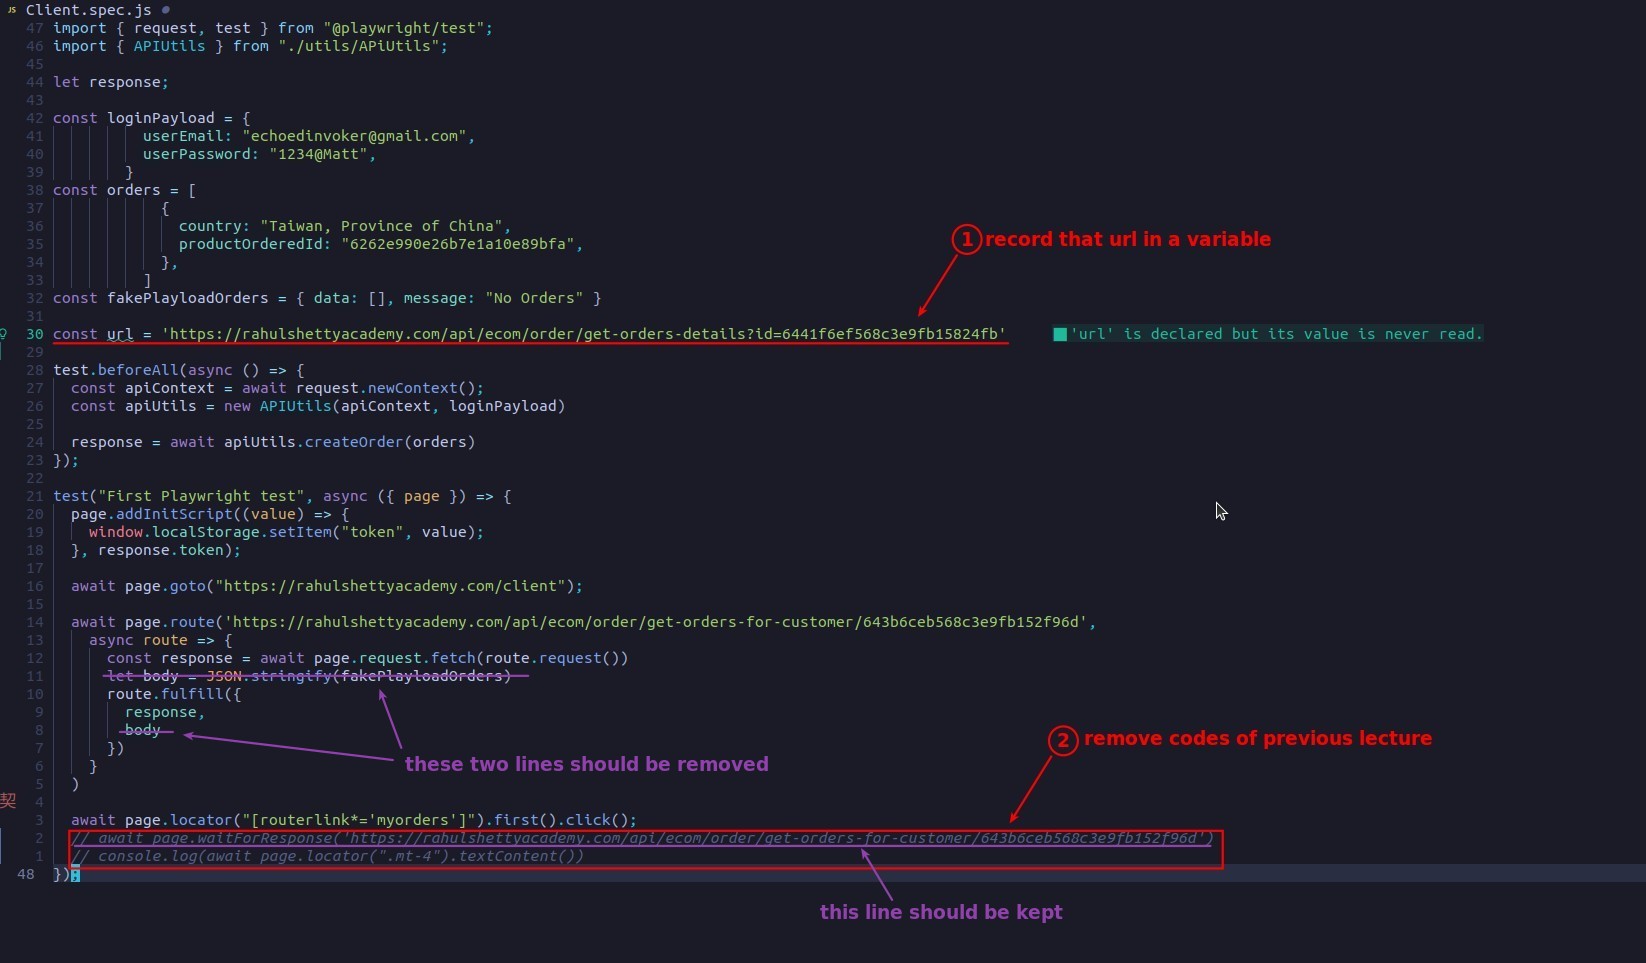 JS Client.spec.js
47 import { request, test } from "@playwright/test";
46 import { APIUtils } from "./utils/APiUtils";
45
44 let response;
43
42 const loginPayload = {
41 userEmail: "echoedinvoker@gmail.com",
40 userPassword: "1234@Matt",
39 }
38 const orders = [
37 {
36 country: "Taiwan, Province of China",
35 productOrderedId: "6262e990e26b7e1a10e89bfa",
34 },
33 ]
32 const fakePlayloadOrders = { data: [], message: "No Orders" }
31
1 record that url in a variable
30 const url = 'https://rahulshettyacademy.com/api/ecom/order/get-orders-details?id=6441f6ef568c3e9fb15824fb' 'url' is declared but its value is never read.
29
28 test.beforeAll(async () => {
27 const apiContext = await request.newContext();
26 const apiUtils = new APIUtils(apiContext, loginPayload)
25
24 response = await apiUtils.createOrder(orders)
23 });
22
21 test("First Playwright test", async ({ page }) => {
20 page.addInitScript((value) => {
19 window.localStorage.setItem("token", value);
18 }, response.token);
17
16 await page.goto("https://rahulshettyacademy.com/client");
15
14 await page.route('https://rahulshettyacademy.com/api/ecom/order/get-orders-for-customer/643b6ceb568c3e9fb152f96d',
13 async route => {
12 const response = await page.request.fetch(route.request())
11 let body = JSON.stringify(fakePlayloadOrders)
10 route.fulfill({
9 response,
8 body
7 })
6 }
5 )
these two lines should be removed
2 remove codes of previous lecture
契 4
3 await page.locator("[routerlink*='myorders']").first().click();
2 // await page.waitForResponse('https://rahulshettyacademy.com/api/ecom/order/get-orders-for-customer/643b6ceb568c3e9fb152f96d')
1 // console.log(await page.locator(".mt-4").textContent())
48 });
this line should be kept